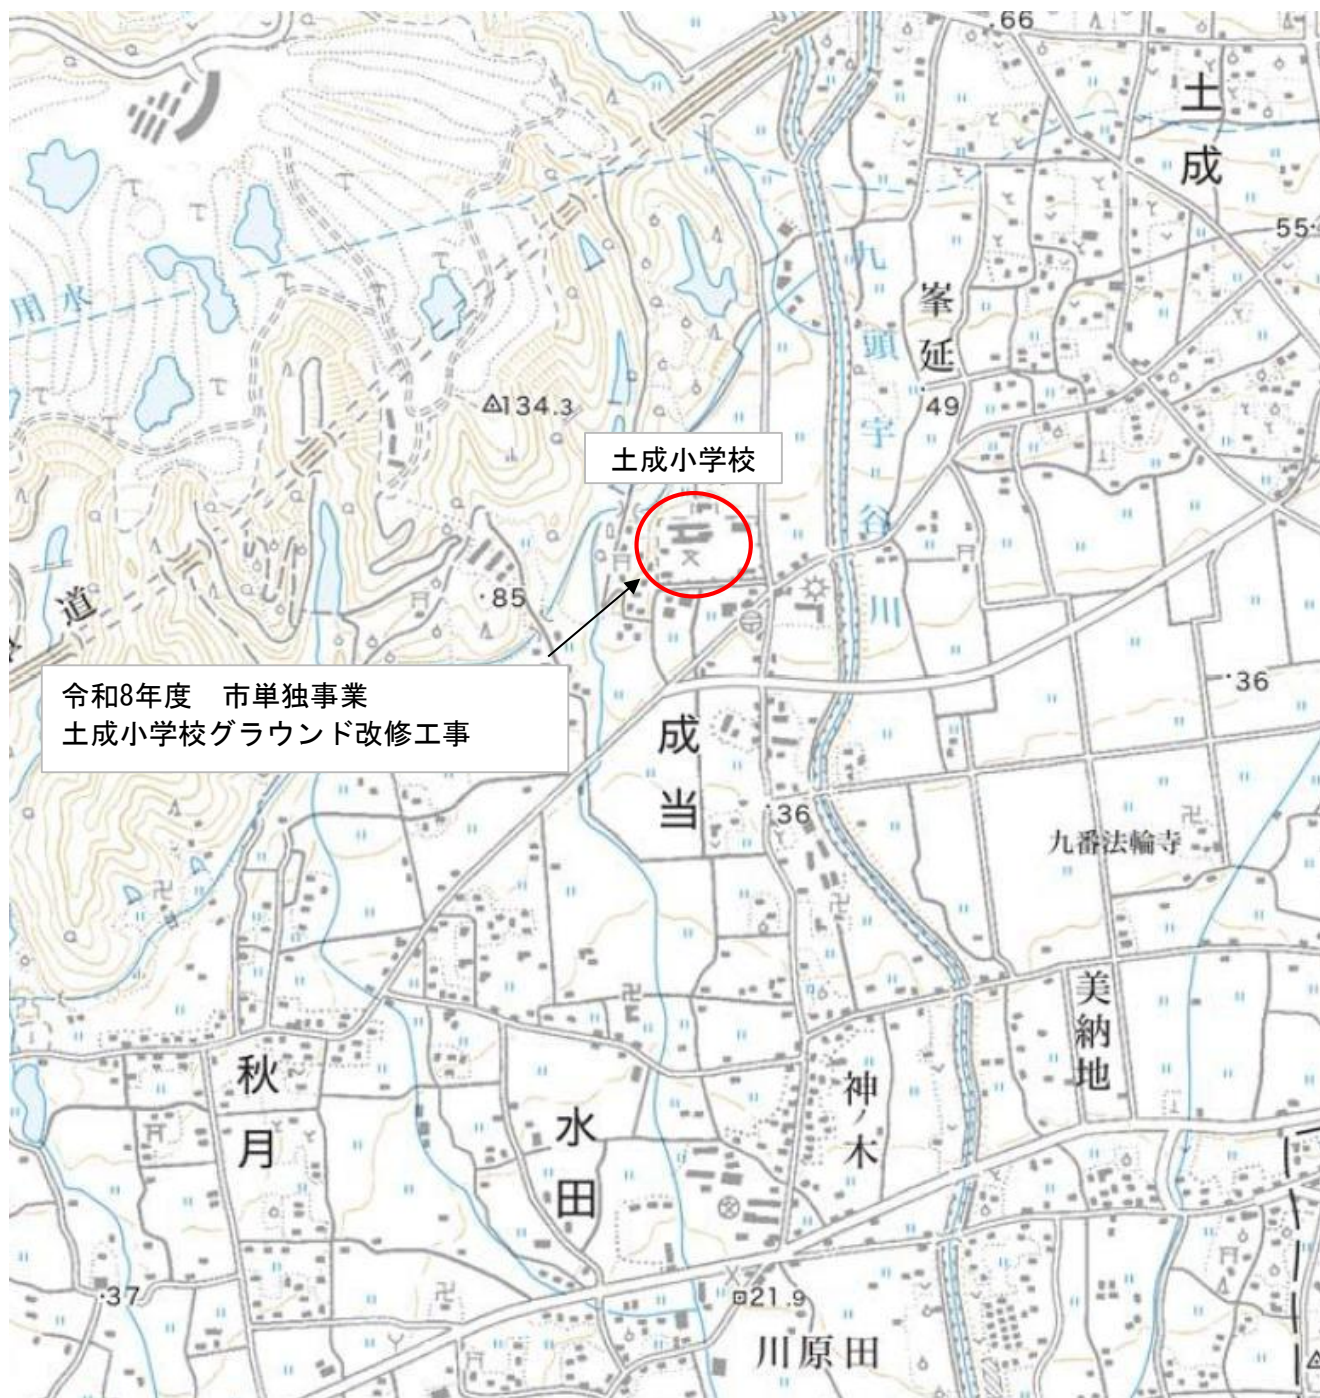 66
土成
55
用水
九頭宇谷川
峯延
134.3
49
土成小学校
85
道
36
令和8年度　市単独事業
土成小学校グラウンド改修工事
成当
36
九番法輪寺
美納地
秋月
神ノ木
水田
37
21.9
川原田